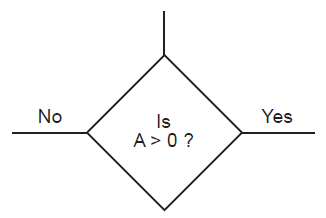 No
Yes
Is
A > 0 ?